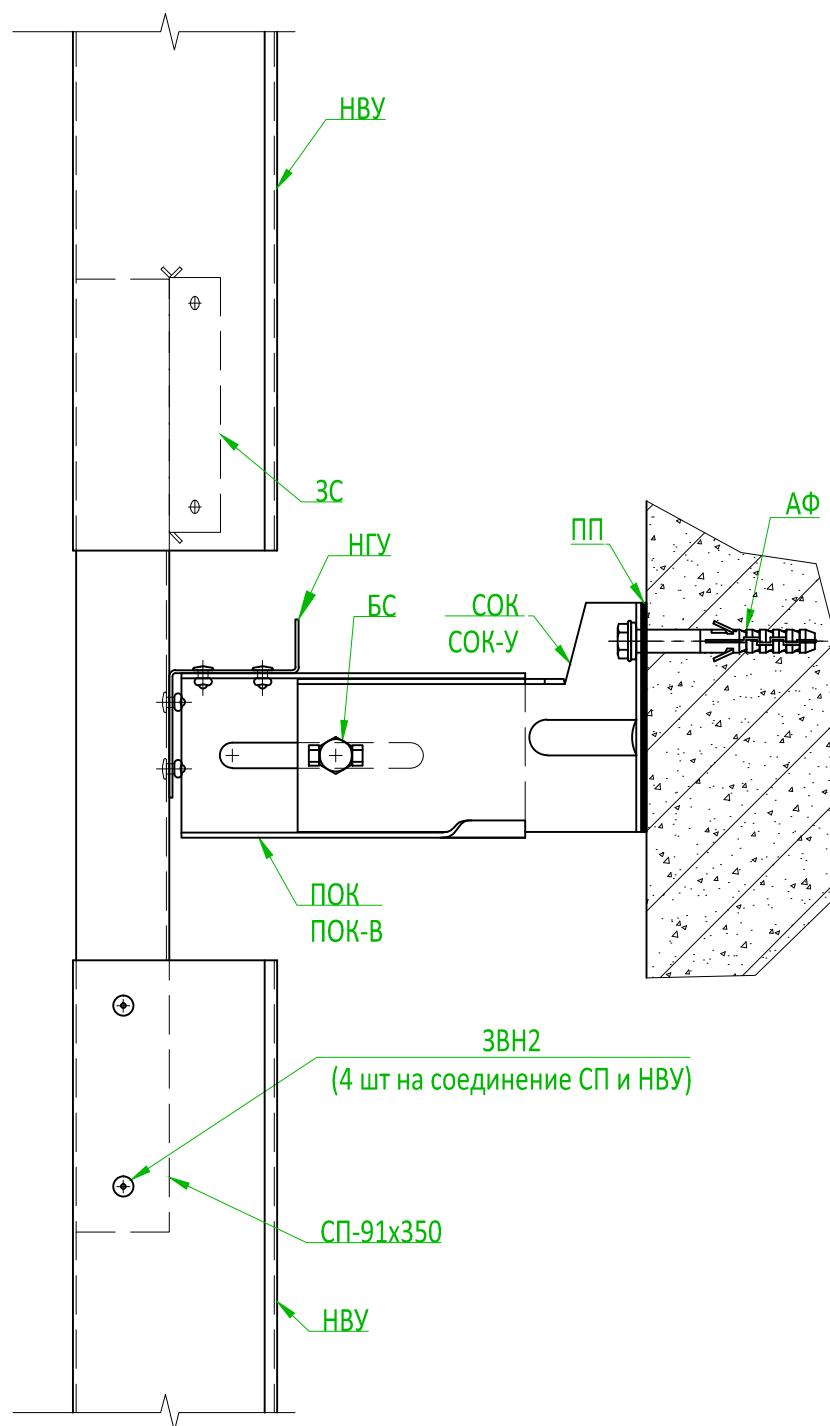 НВУ
ЗС
АФ
ПП
НГУ
БС
СОК
СОК-У
ПОК
ПОК-В
ЗВН2
(4 шт на соединение СП и НВУ)
СП-91х350
НВУ